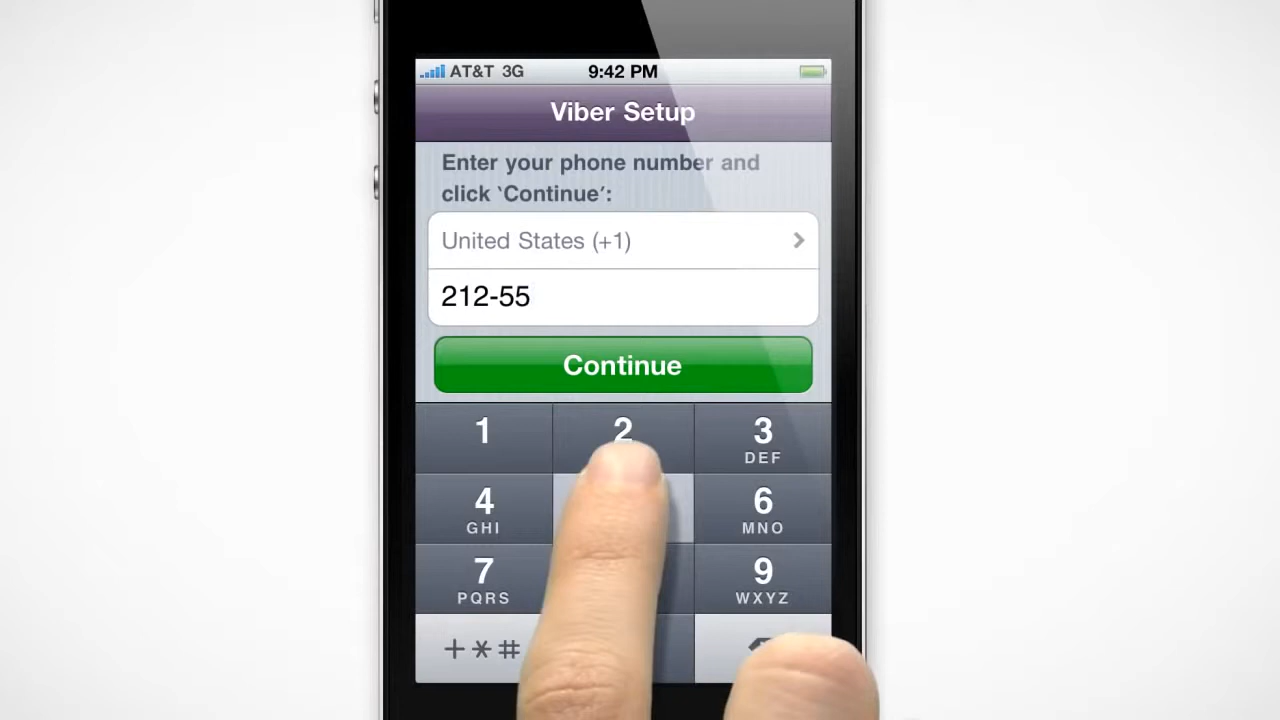 AT&T 3G 9:42 PM
Viber Setup
Enter your phone number and
click ‘Continue’:
United States (+1)
212-55
Continue
1 2 3
DEF
4 6
GHI MNO
7 9
PQRS WXYZ
+*#